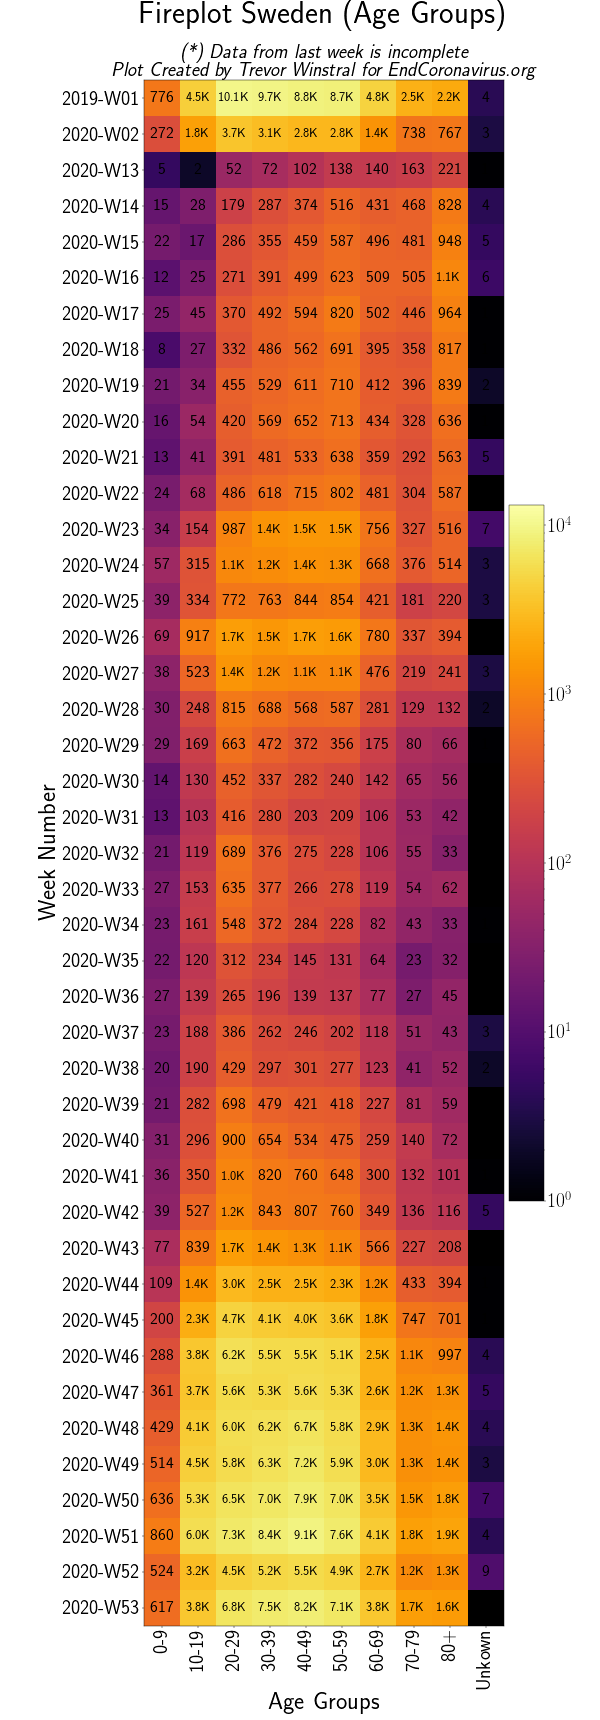 Fireplot Sweden (Age Groups)
(*) Data from last week is incomplete
Plot Created by Trevor Winstral for EndCoronavirus.org
2019-W01 776 4.5K 10.1K 9.7K 8.8K 8.7K 4.8K 2.5K 2.2K 4
2020-W02 272 1.8K 3.7K 3.1K 2.8K 2.8K 1.4K 738 767 3
2020-W13 5 2 52 72 102 138 140 163 221
2020-W14 15 28 179 287 374 516 431 468 828 4
2020-W15 22 17 286 355 459 587 496 481 948 5
2020-W16 12 25 271 391 499 623 509 505 1.1K 6
2020-W17 25 45 370 492 594 820 502 446 964
2020-W18 8 27 332 486 562 691 395 358 817
2020-W19 21 34 455 529 611 710 412 396 839 2
2020-W20 16 54 420 569 652 713 434 328 636
2020-W21 13 41 391 481 533 638 359 292 563 5
2020-W22 24 68 486 618 715 802 481 304 587
2020-W23 34 154 987 1.4K 1.5K 1.5K 756 327 516 7
2020-W24 57 315 1.1K 1.2K 1.4K 1.3K 668 376 514 3
2020-W25 39 334 772 763 844 854 421 181 220 3
2020-W26 69 917 1.7K 1.5K 1.7K 1.6K 780 337 394
2020-W27 38 523 1.4K 1.2K 1.1K 1.1K 476 219 241 3
2020-W28 30 248 815 688 568 587 281 129 132 2
2020-W29 29 169 663 472 372 356 175 80 66
2020-W30 14 130 452 337 282 240 142 65 56
2020-W31 13 103 416 280 203 209 106 53 42
2020-W32 21 119 689 376 275 228 106 55 33
2020-W33 27 153 635 377 266 278 119 54 62
2020-W34 23 161 548 372 284 228 82 43 33
2020-W35 22 120 312 234 145 131 64 23 32
2020-W36 27 139 265 196 139 137 77 27 45
2020-W37 23 188 386 262 246 202 118 51 43 3
2020-W38 20 190 429 297 301 277 123 41 52 2
2020-W39 21 282 698 479 421 418 227 81 59
2020-W40 31 296 900 654 534 475 259 140 72
2020-W41 36 350 1.0K 820 760 648 300 132 101
2020-W42 39 527 1.2K 843 807 760 349 136 116 5
2020-W43 77 839 1.7K 1.4K 1.3K 1.1K 566 227 208
2020-W44 109 1.4K 3.0K 2.5K 2.5K 2.3K 1.2K 433 394
2020-W45 200 2.3K 4.7K 4.1K 4.0K 3.6K 1.8K 747 701
2020-W46 288 3.8K 6.2K 5.5K 5.5K 5.1K 2.5K 1.1K 997 4
2020-W47 361 3.7K 5.6K 5.3K 5.6K 5.3K 2.6K 1.2K 1.3K 5
2020-W48 429 4.1K 6.0K 6.2K 6.7K 5.8K 2.9K 1.3K 1.4K 4
2020-W49 514 4.5K 5.8K 6.3K 7.2K 5.9K 3.0K 1.3K 1.4K 3
2020-W50 636 5.3K 6.5K 7.0K 7.9K 7.0K 3.5K 1.5K 1.8K 7
2020-W51 860 6.0K 7.3K 8.4K 9.1K 7.6K 4.1K 1.8K 1.9K 4
2020-W52 524 3.2K 4.5K 5.2K 5.5K 4.9K 2.7K 1.2K 1.3K 9
2020-W53 617 3.8K 6.8K 7.5K 8.2K 7.1K 3.8K 1.7K 1.6K
0-9 10-19 20-29 30-39 40-49 50-59 60-69 70-79 80+ Unkown
Age Groups
Week Number
10⁴
10³
10²
10¹
10⁰